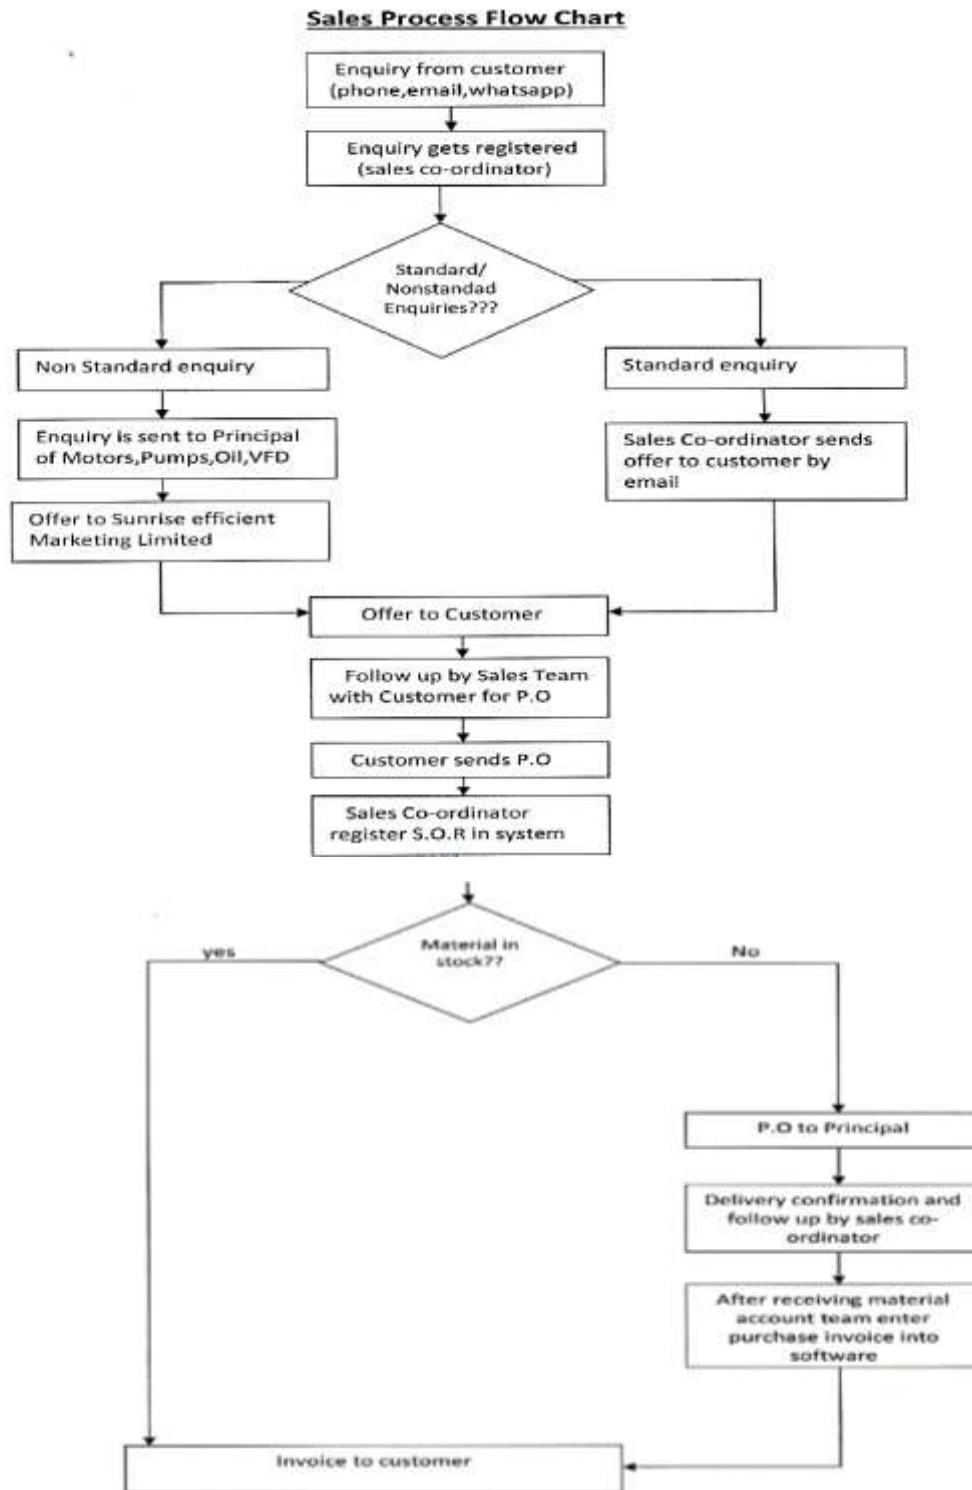 Sales Process Flow Chart
Enquiry from customer
(phone,email,whatsapp)
Enquiry gets registered
(sales co-ordinator)
Standard/
Nonstandad
Enquiries???
Non Standard enquiry
Standard enquiry
Enquiry is sent to Principal
of Motors,Pumps,Oil,VFD
Sales Co-ordinator sends
offer to customer by
email
Offer to Sunrise efficient
Marketing Limited
Offer to Customer
Follow up by Sales Team
with Customer for P.O
Customer sends P.O
Sales Co-ordinator
register S.O.R in system
Material in
stock??
yes
No
P.O to Principal
Delivery confirmation and
follow up by sales co-
ordinator
After receiving material
account team enter
purchase invoice into
software
Invoice to customer